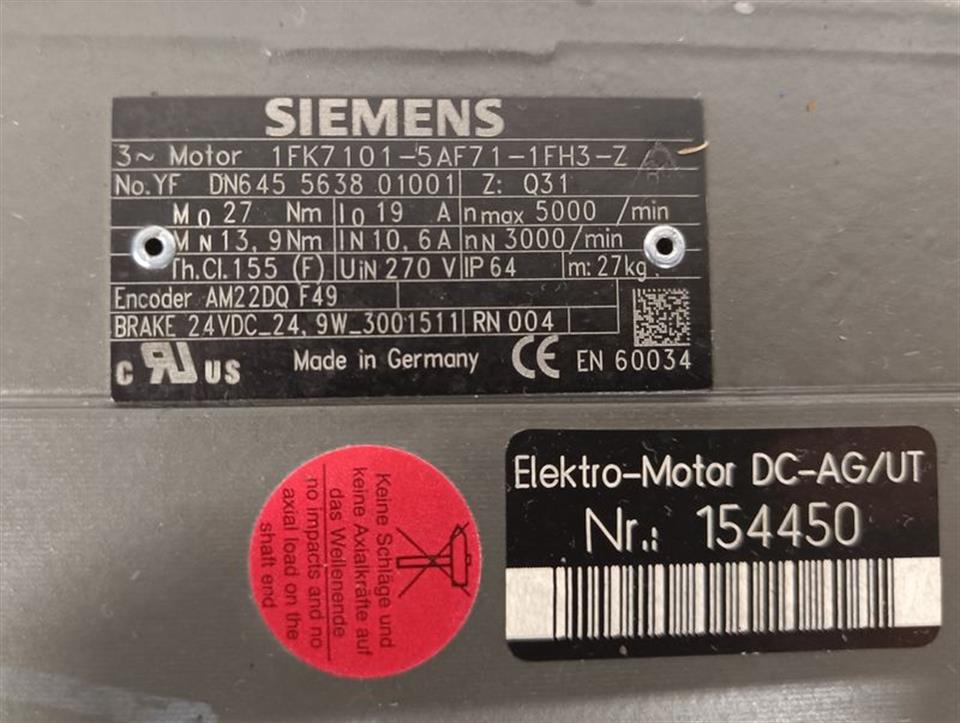 SIEMENS
3~ Motor 1FK7101-5AF71-1FH3-Z
No.YF DN645 5638 01001 Z: Q31
M0 27 Nm I0 19 A nmax 5000 /min
MN 13,9Nm IN 10,6A nN 3000/min
Th.Cl.155 (F) UiN 270 V IP 64 m: 27kg
Encoder AM22DQ F49
BRAKE 24VDC_24,9W_3001511 RN 004
C RU US Made in Germany CE EN 60034
Keine Schläge und
keine Axialkräfte auf
das Wellenende
no impacts and no
axial load on the
shaft end
Elektro-Motor DC-AG/UT
Nr.: 154450